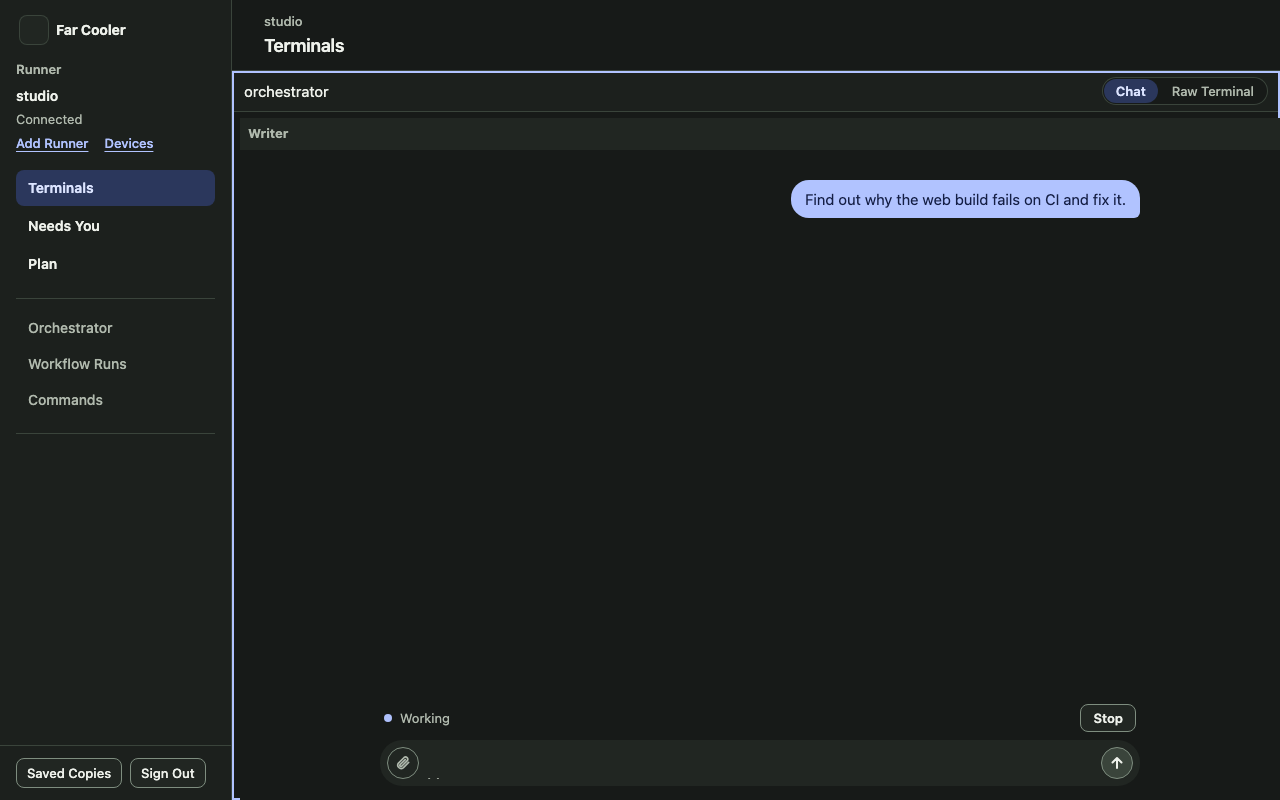 Far Cooler
Runner
studio
Connected
Add Runner Devices
Terminals
Needs You
Plan
Orchestrator
Workflow Runs
Commands
Saved Copies Sign Out
studio
Terminals
orchestrator
Chat Raw Terminal
Writer
Find out why the web build fails on CI and fix it.
Working
Stop